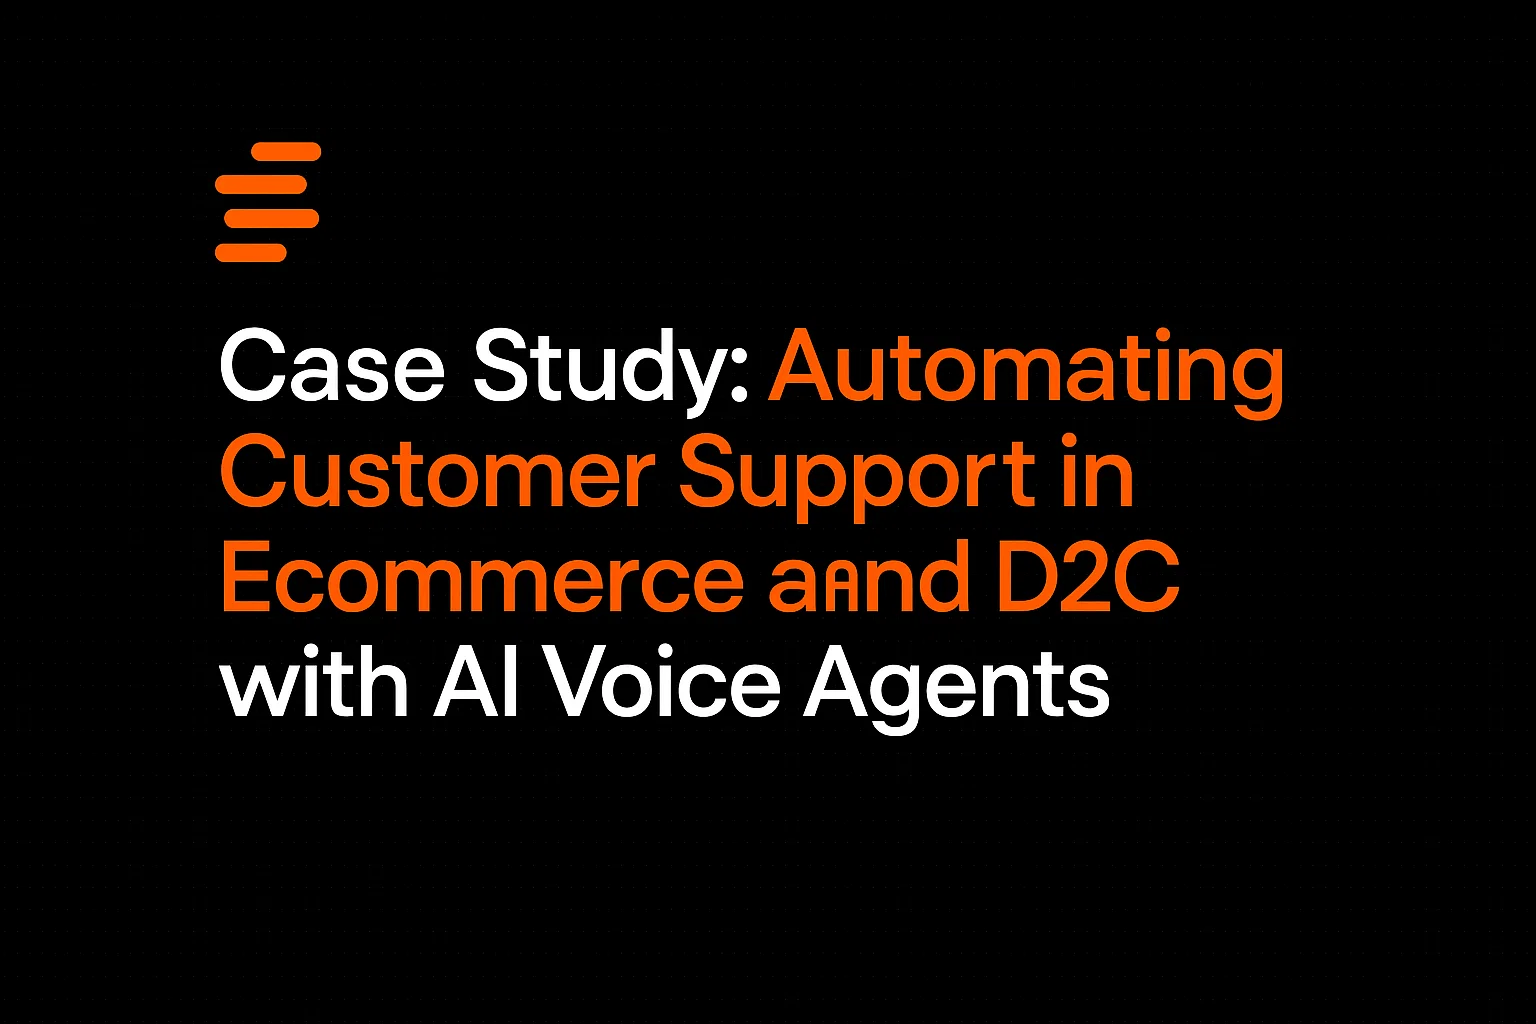 Case Study: Automating
Customer Support in
Ecommerce aAnd D2C
with AI Voice Agents